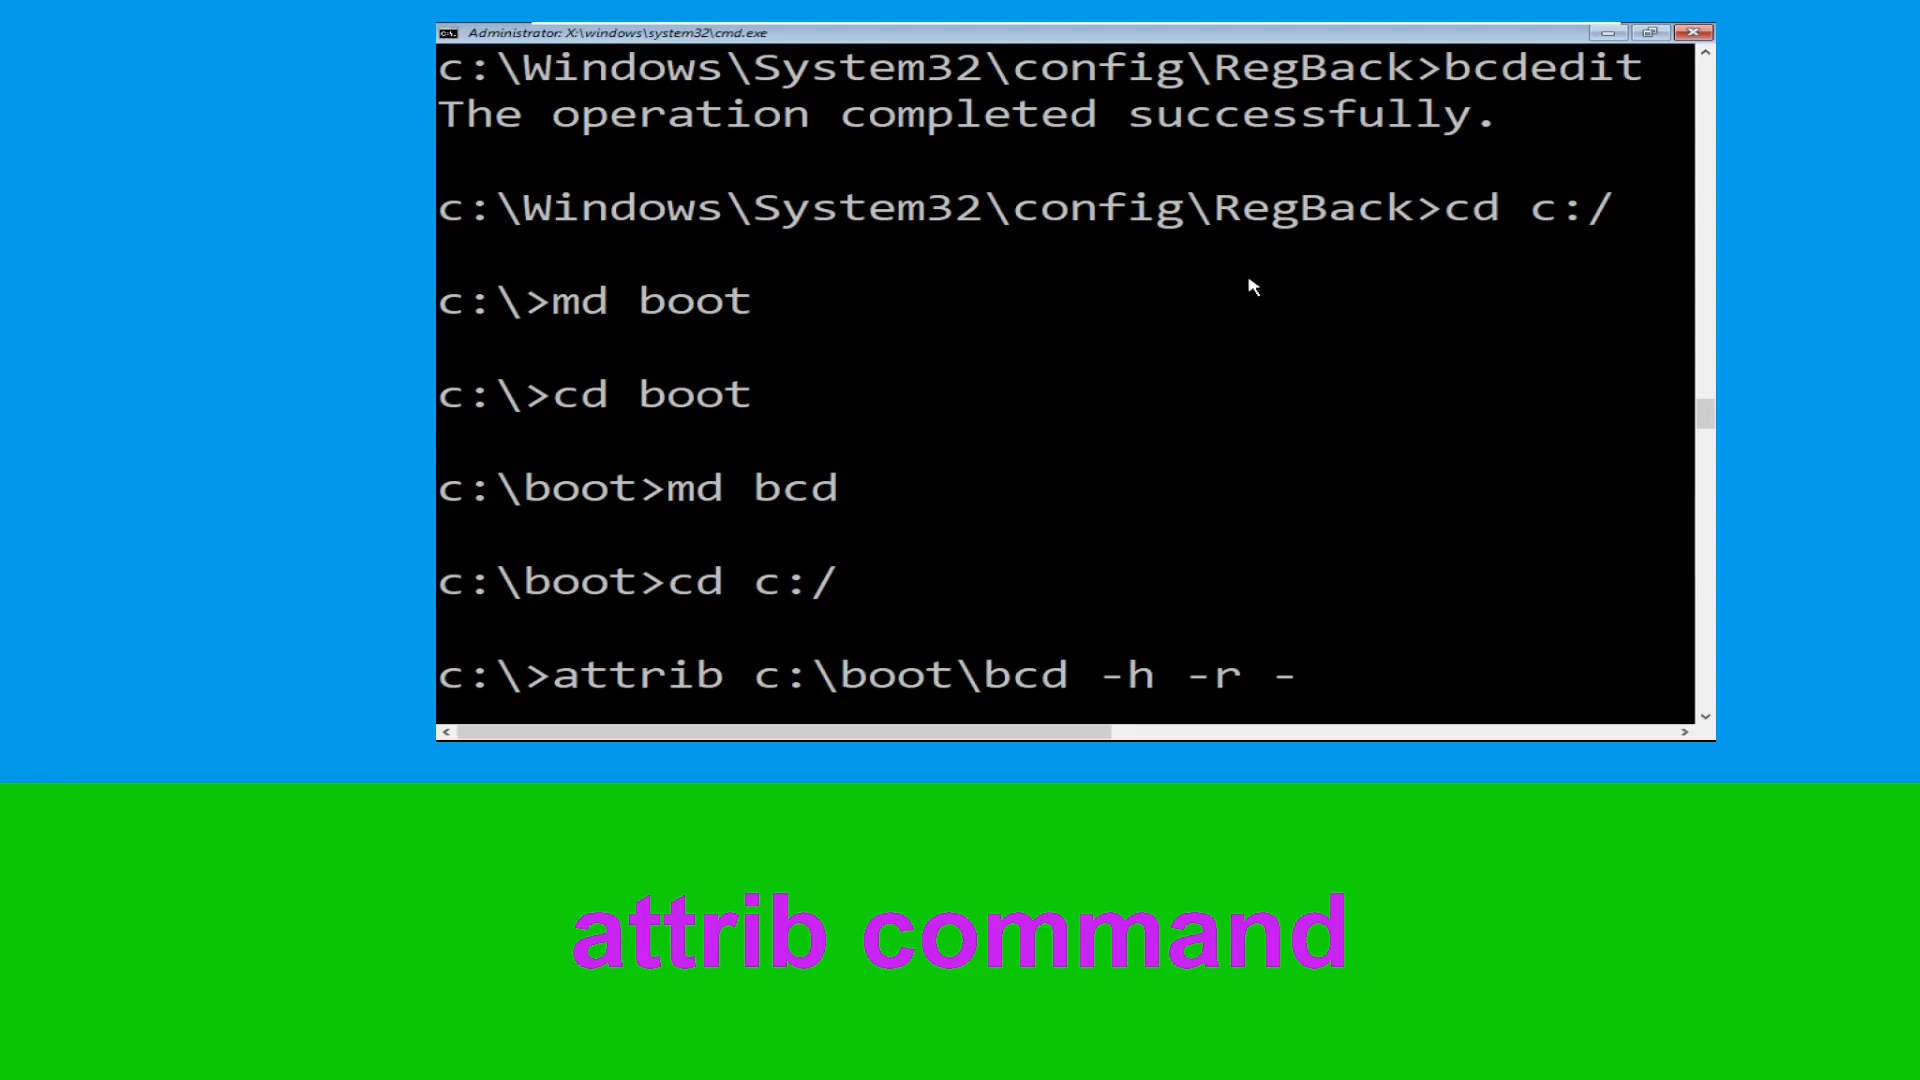 Administrator: X:\windows\system32\cmd.exe
c:\Windows\System32\config\RegBack>bcdedit
The operation completed successfully.
c:\Windows\System32\config\RegBack>cd c:/
c:\>md boot
c:\>cd boot
c:\boot>md bcd
c:\boot>cd c:/
c:\>attrib c:\boot\bcd -h -r -
attrib command